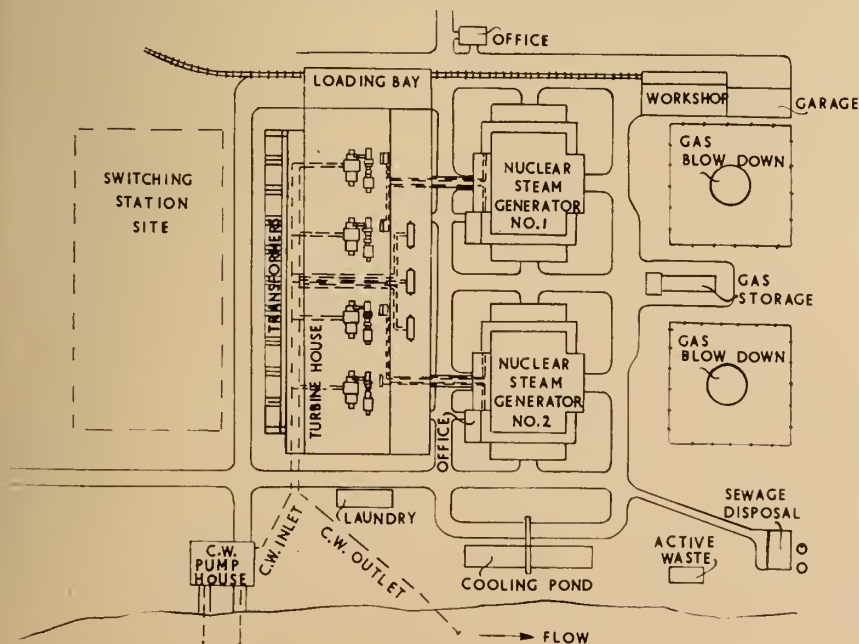 OFFICE
LOADING BAY
WORKSHOP
GARAGE
GAS
BLOW DOWN
SWITCHING
STATION
SITE
NUCLEAR
STEAM
GENERATOR
NO.1
TRANSFORMERS
GAS
STORAGE
TURBINE HOUSE
NUCLEAR
STEAM
GENERATOR
NO.2
GAS
BLOW DOWN
OFFICE
LAUNDRY
SEWAGE
DISPOSAL
C.W. INLET
C.W. OUTLET
C.W.
PUMP
HOUSE
COOLING POND
ACTIVE
WASTE
FLOW